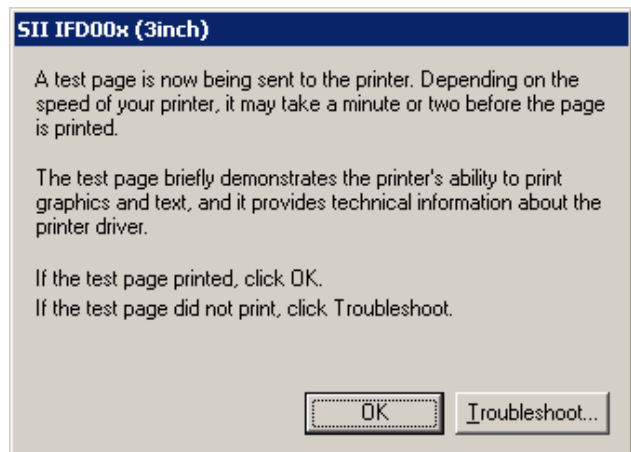 SII IFD00x (3inch)
A test page is now being sent to the printer. Depending on the
speed of your printer, it may take a minute or two before the page
is printed.
The test page briefly demonstrates the printer's ability to print
graphics and text, and it provides technical information about the
printer driver.
If the test page printed, click OK.
If the test page did not print, click Troubleshoot.
OK
Troubleshoot...